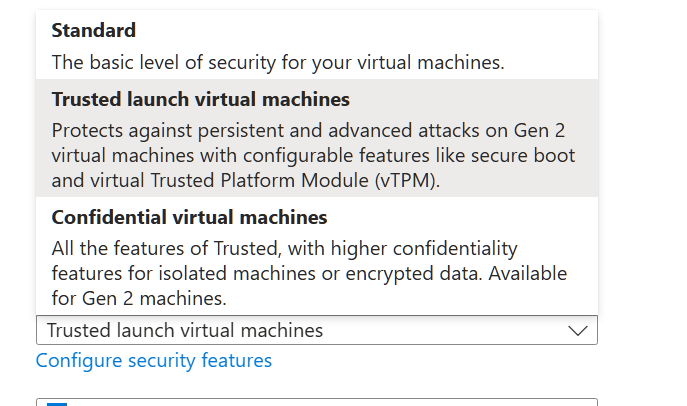 Standard
The basic level of security for your virtual machines.
Trusted launch virtual machines
Protects against persistent and advanced attacks on Gen 2
virtual machines with configurable features like secure boot
and virtual Trusted Platform Module (vTPM).
Confidential virtual machines
All the features of Trusted, with higher confidentiality
features for isolated machines or encrypted data. Available
for Gen 2 machines.
Trusted launch virtual machines
Configure security features